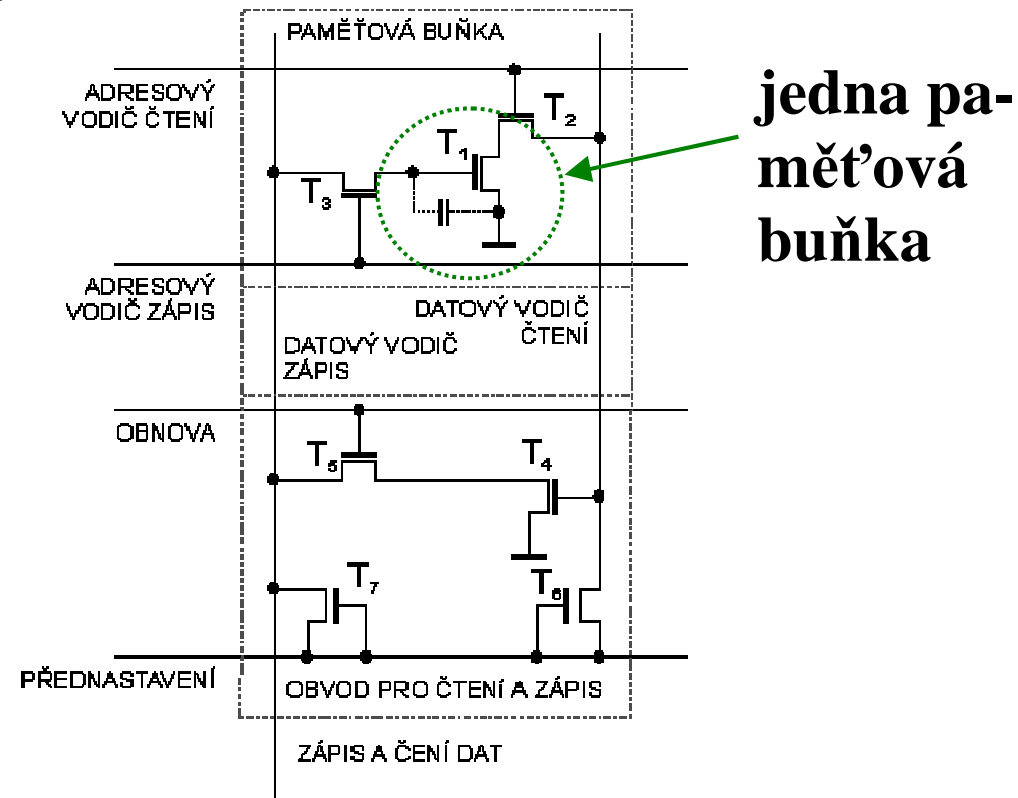 PAMĚŤOVÁ BUŇKA
ADRESOVÝ
VODIČ ČTENÍ
T2
T1
T3
jedna pa-
měťová
buňka
ADRESOVÝ
VODIČ ZÁPIS
DATOVÝ VODIČ
ČTENÍ
DATOVÝ VODIČ
ZÁPIS
OBNOVA
T5
T4
T7
T6
PŘEDNASTAVENÍ
OBVOD PRO ČTENÍ A ZÁPIS
ZÁPIS A ČENÍ DAT